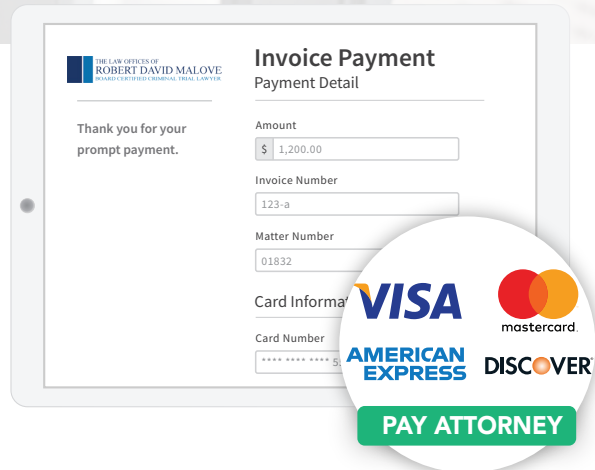 THE LAW OFFICES OF
ROBERT DAVID MALOVE
BOARD CERTIFIED CRIMINAL TRIAL LAWYER
Thank you for your
prompt payment.
Invoice Payment
Payment Detail
Amount
$ 1,200.00
Invoice Number
123-a
Matter Number
01832
Card Informat
Card Number
**** **** **** 5
VISA
mastercard.
AMERICAN
EXPRESS
DISCOVER
PAY ATTORNEY